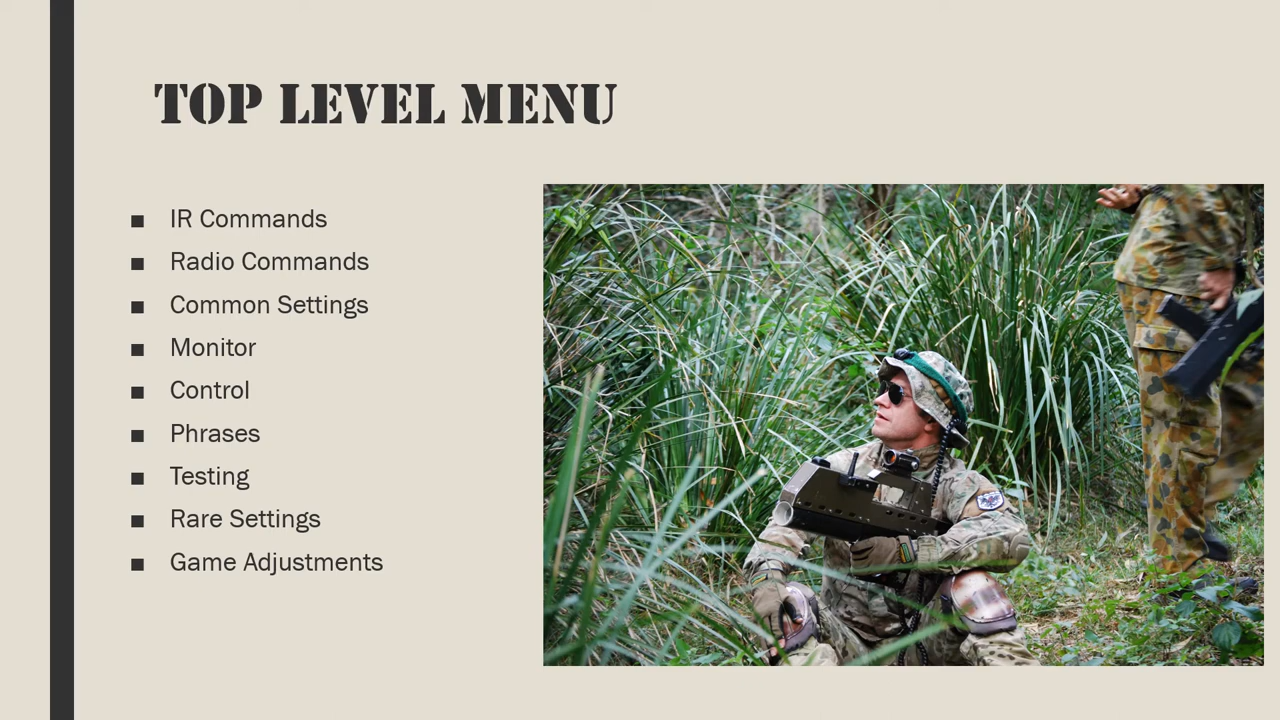 TOP LEVEL MENU
IR Commands
Radio Commands
Common Settings
Monitor
Control
Phrases
Testing
Rare Settings
Game Adjustments